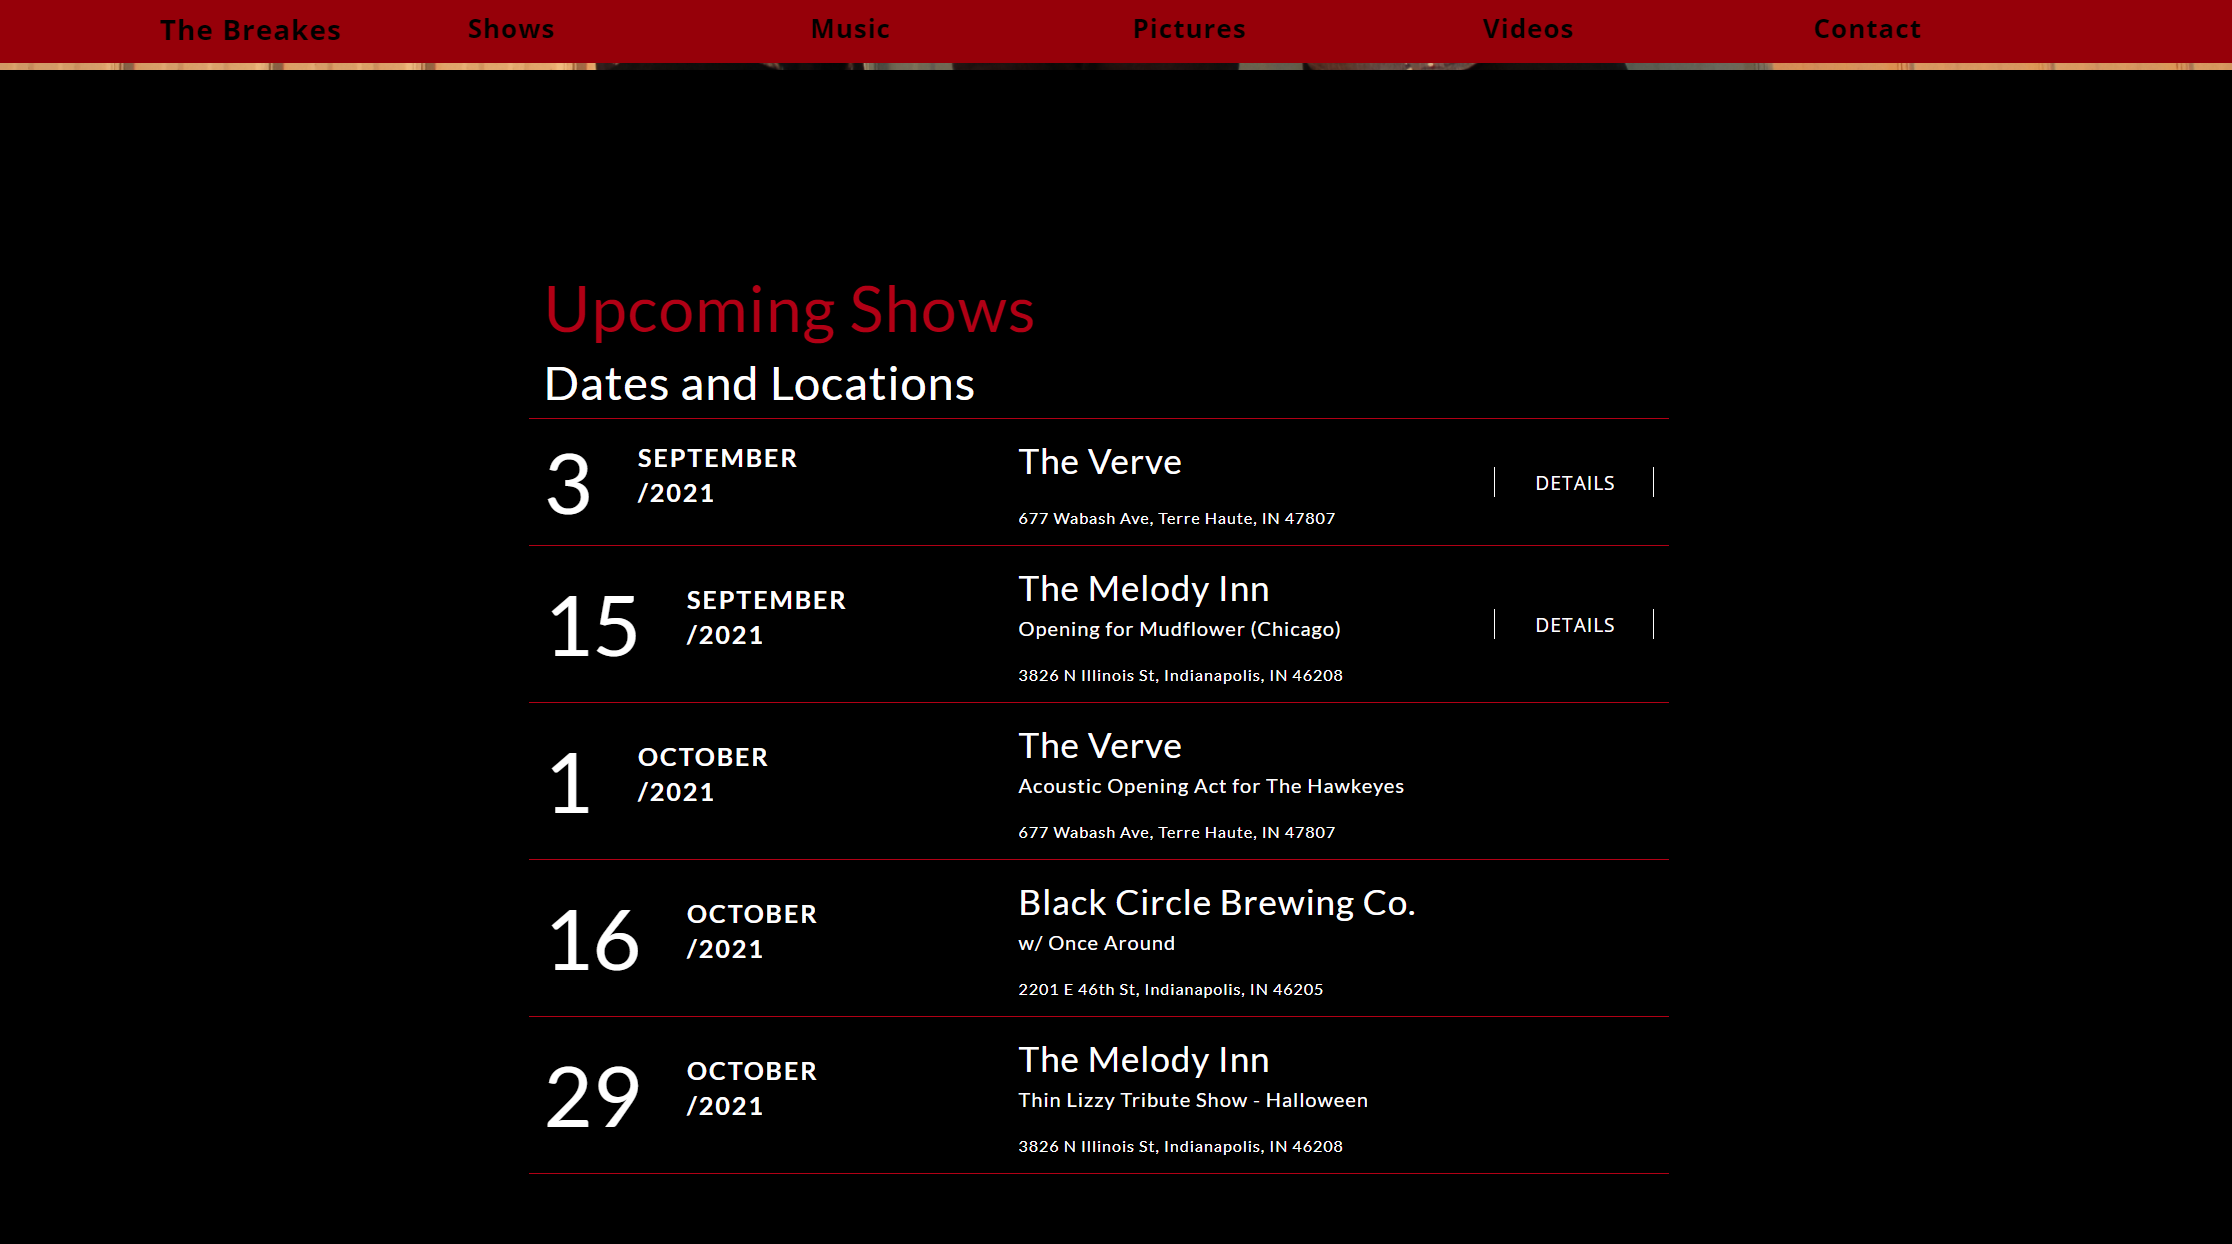 The Breakes Shows Music Pictures Videos Contact
Upcoming Shows
Dates and Locations
3 SEPTEMBER
/2021
The Verve
677 Wabash Ave, Terre Haute, IN 47807
DETAILS
15 SEPTEMBER
/2021
The Melody Inn
Opening for Mudflower (Chicago)
3826 N Illinois St, Indianapolis, IN 46208
DETAILS
1 OCTOBER
/2021
The Verve
Acoustic Opening Act for The Hawkeyes
677 Wabash Ave, Terre Haute, IN 47807
16 OCTOBER
/2021
Black Circle Brewing Co.
w/ Once Around
2201 E 46th St, Indianapolis, IN 46205
29 OCTOBER
/2021
The Melody Inn
Thin Lizzy Tribute Show - Halloween
3826 N Illinois St, Indianapolis, IN 46208